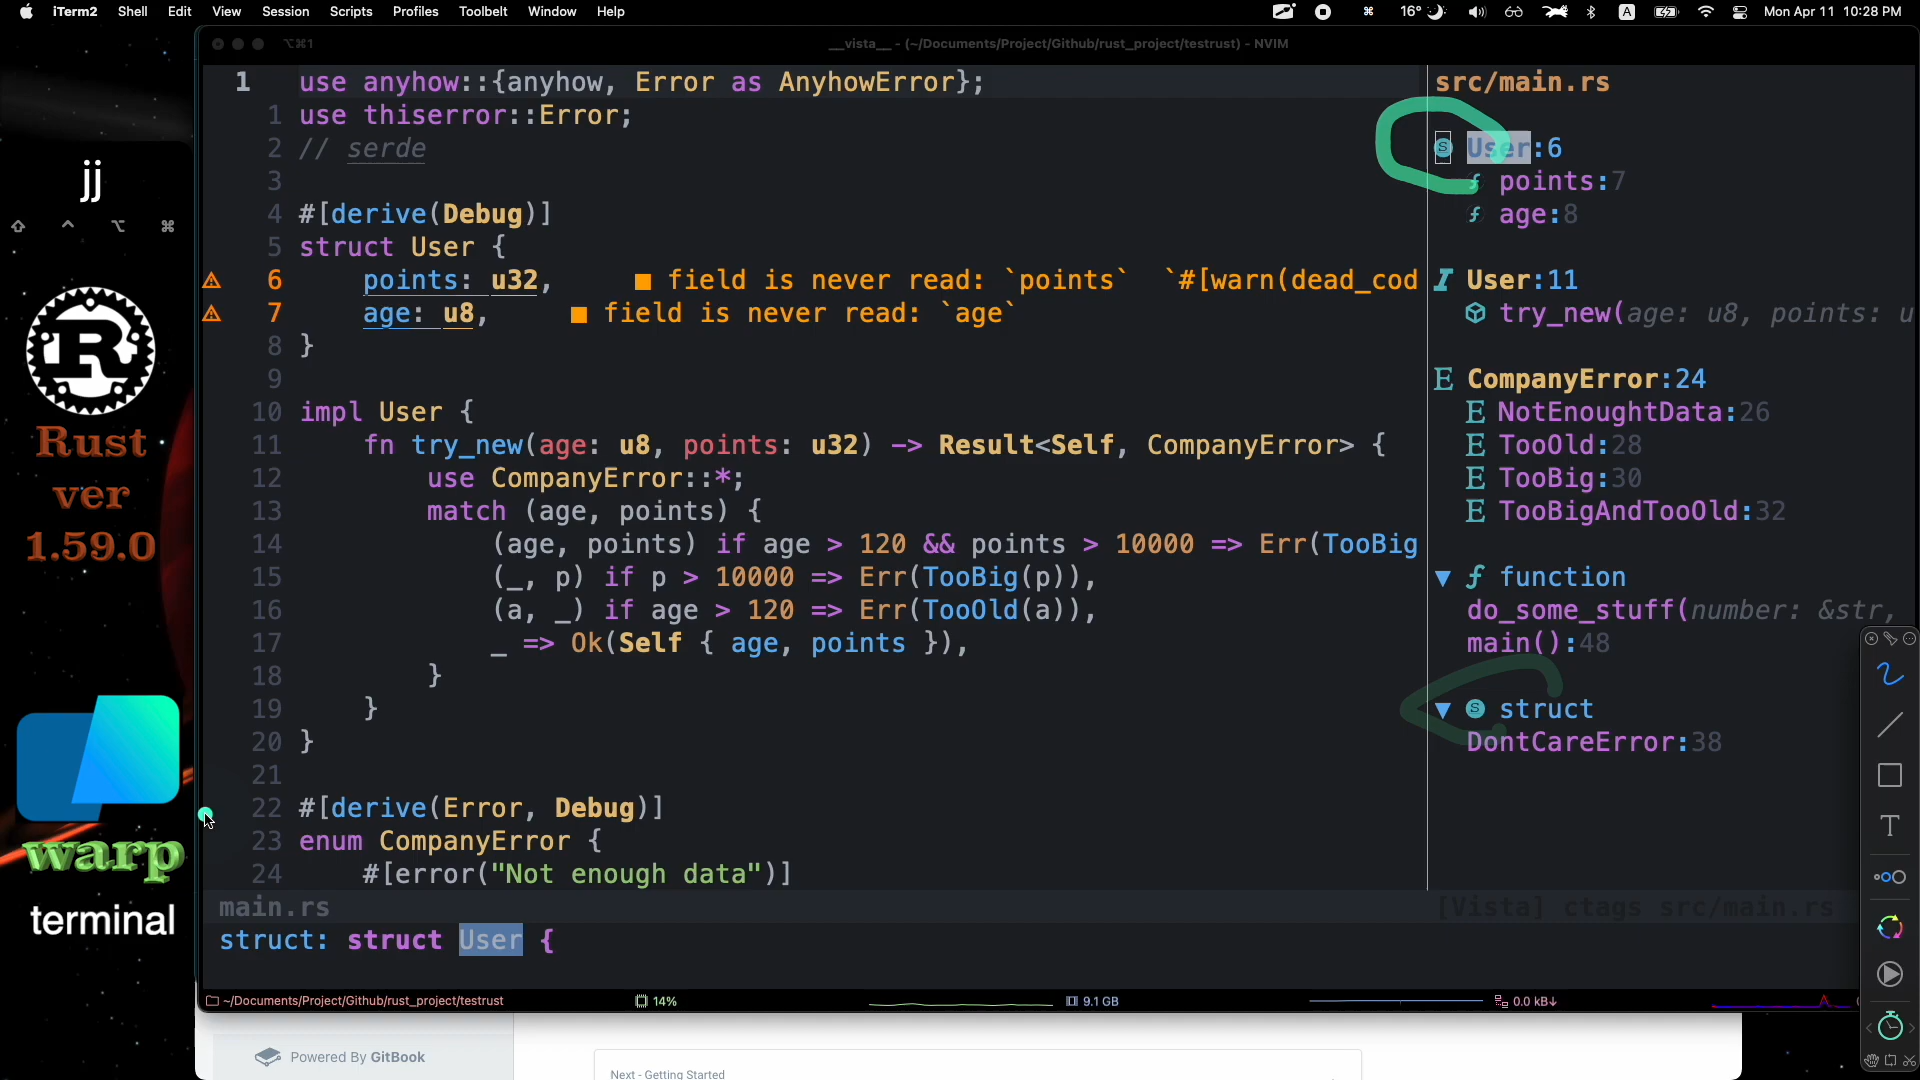 iTerm2 Shell Edit View Session Scripts Profiles Toolbelt Window Help 16° A Mon Apr 11 10:28 PM
⌥⌘1 __vista__ - (~/Documents/Project/Github/rust_project/testrust) - NVIM
jj
Rust
ver
1.59.0
warp
terminal
1 use anyhow::{anyhow, Error as AnyhowError};
1 use thiserror::Error;
2 // serde
3
4 #[derive(Debug)]
5 struct User {
6 points: u32, ■ field is never read: `points` `#[warn(dead_cod
7 age: u8, ■ field is never read: `age`
8 }
9
10 impl User {
11 fn try_new(age: u8, points: u32) -> Result<Self, CompanyError> {
12 use CompanyError::*;
13 match (age, points) {
14 (age, points) if age > 120 && points > 10000 => Err(TooBig
15 (_, p) if p > 10000 => Err(TooBig(p)),
16 (a, _) if age > 120 => Err(TooOld(a)),
17 _ => Ok(Self { age, points }),
18 }
19 }
20 }
21
22 #[derive(Error, Debug)]
23 enum CompanyError {
24 #[error("Not enough data")]
main.rs
struct: struct User {
src/main.rs
S User:6
f points:7
f age:8
I User:11
try_new(age: u8, points: u
E CompanyError:24
E NotEnoughtData:26
E TooOld:28
E TooBig:30
E TooBigAndTooOld:32
▼ f function
do_some_stuff(number: &str,
main():48
▼ S struct
DontCareError:38
[Vista] ctags src/main.rs
~/Documents/Project/Github/rust_project/testrust 14% 9.1 GB 0.0 kB↓
Powered By GitBook
Next - Getting Started
T